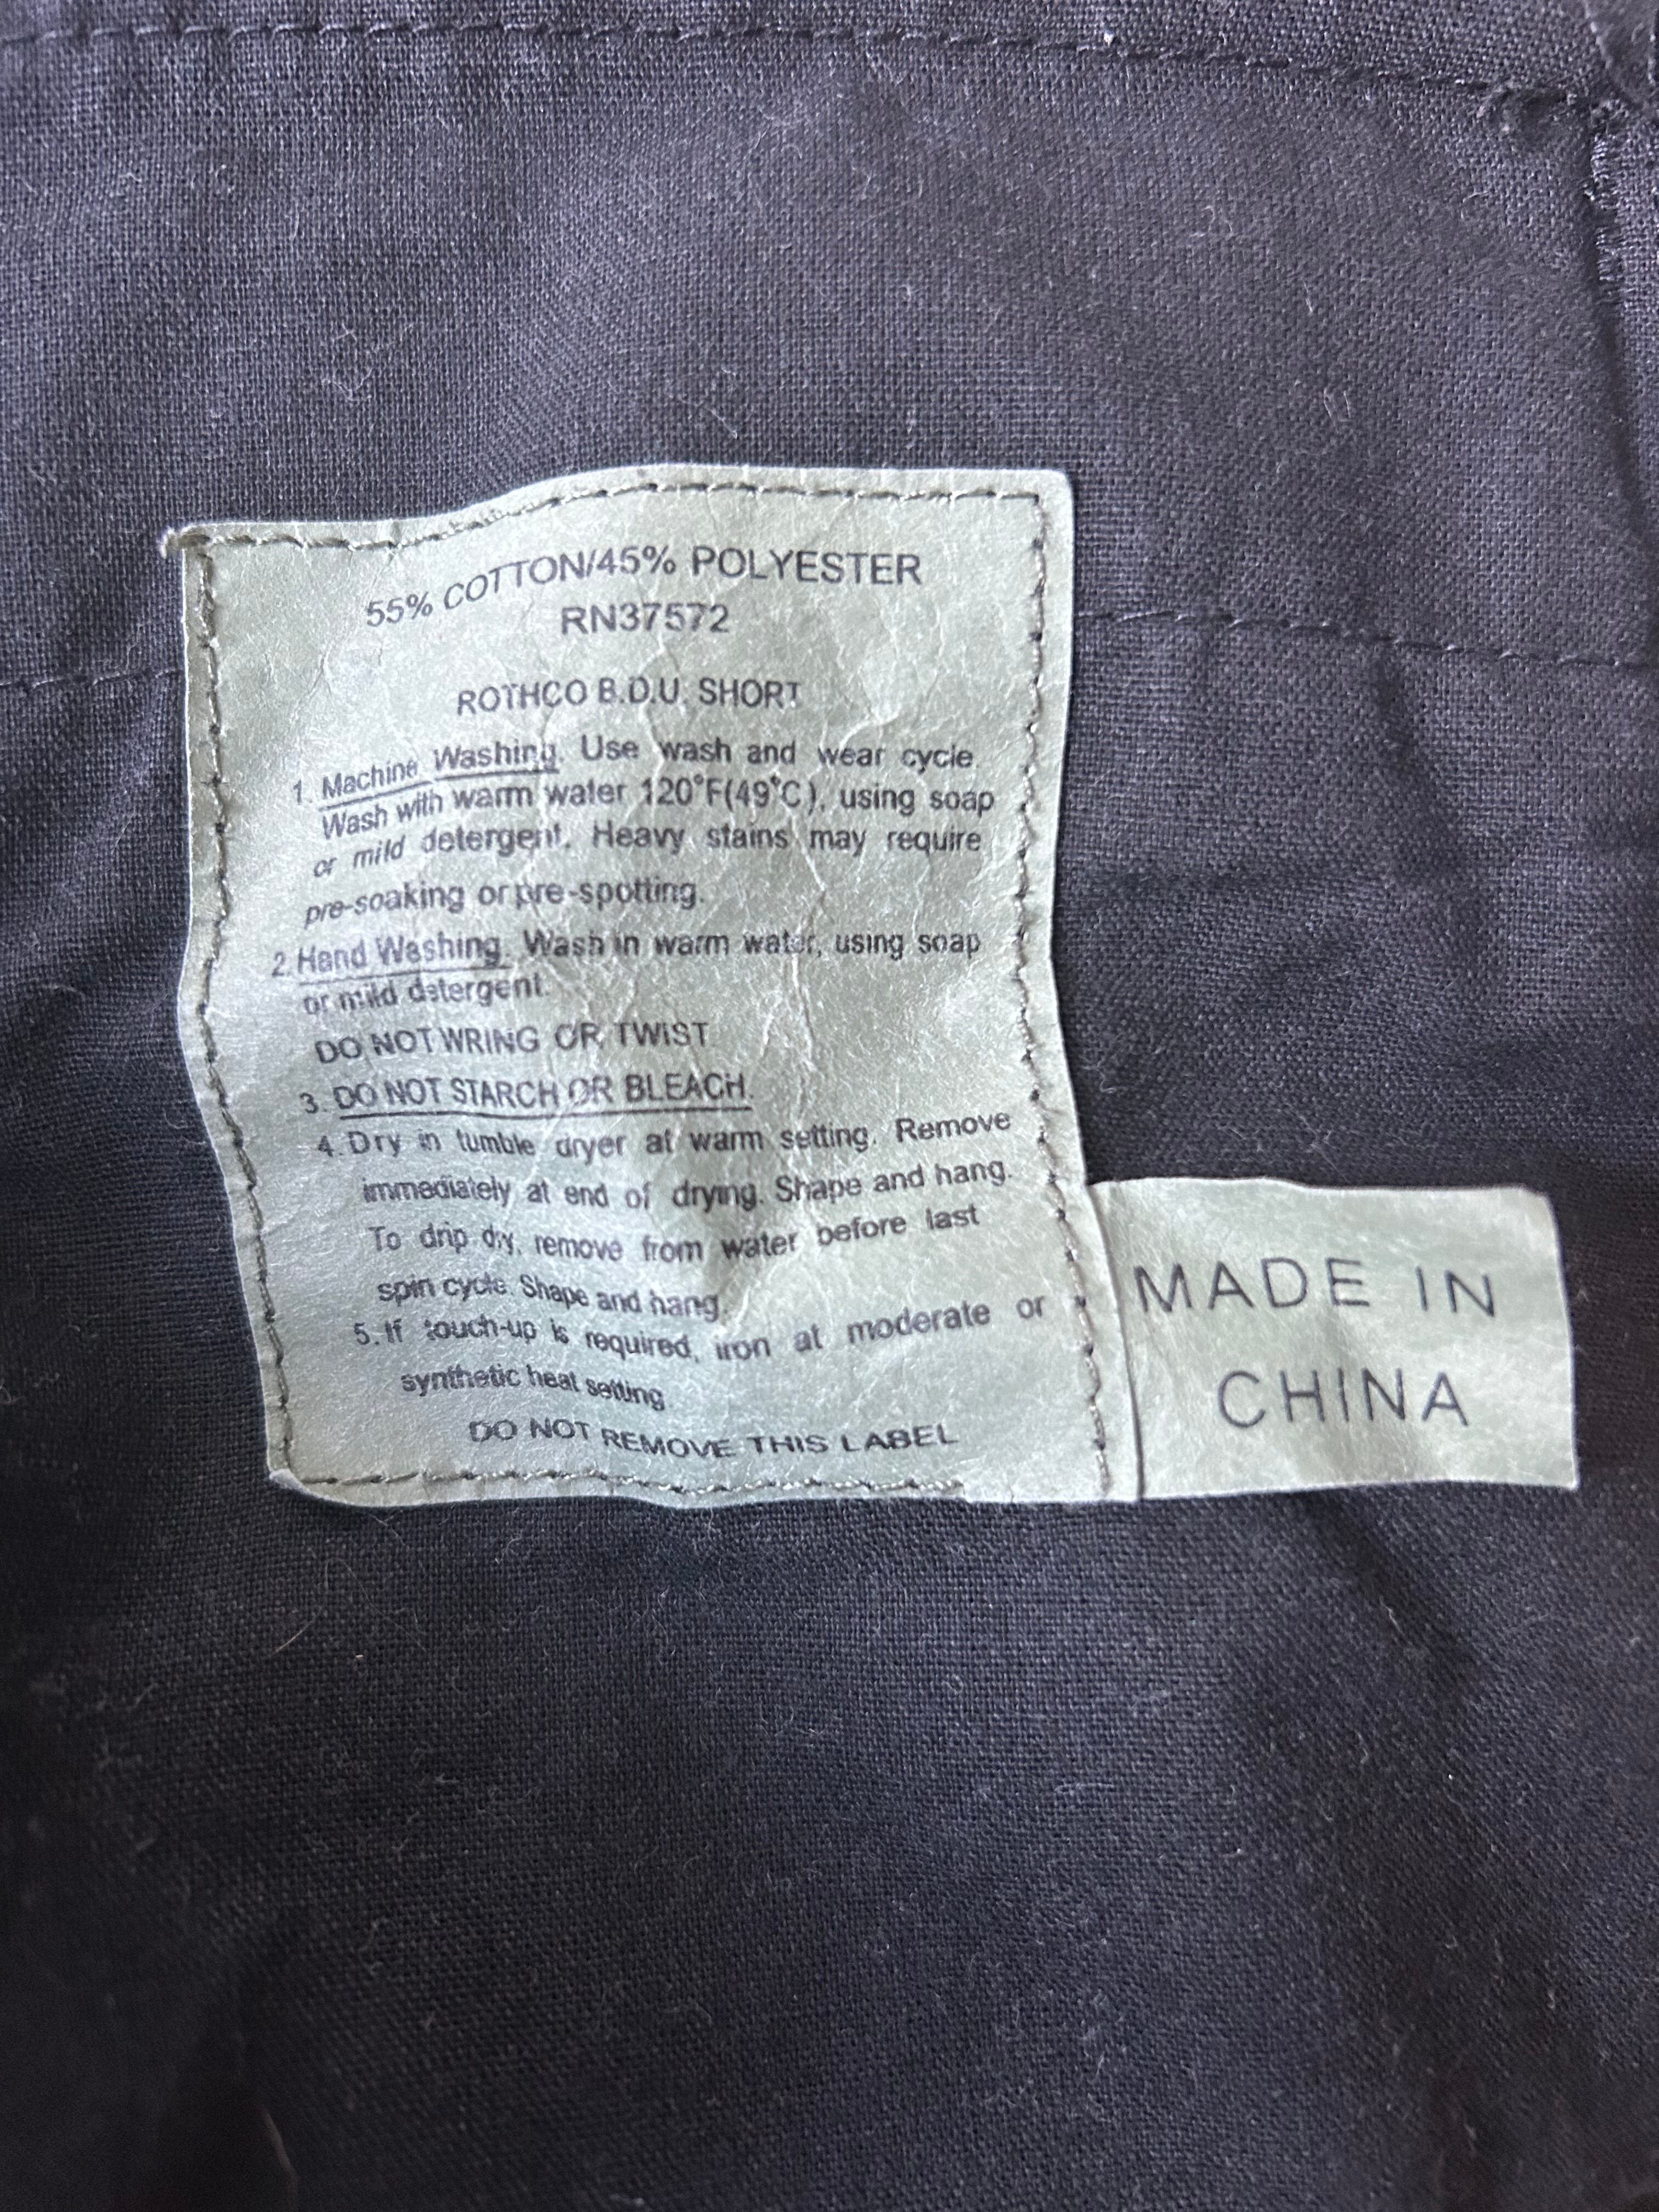 55% COTTON/45% POLYESTER
RN37572
ROTHCO B.D.U. SHORT
1. Machine Washing. Use wash and wear cycle.
Wash with warm water 120°F(49°C), using soap
or mild detergent. Heavy stains may require
pre-soaking or pre-spotting.
2. Hand Washing. Wash in warm water, using soap
or mild detergent.
DO NOT WRING OR TWIST
3. DO NOT STARCH OR BLEACH.
4. Dry in tumble dryer at warm setting. Remove
immediately at end of drying. Shape and hang.
To drip dry, remove from water before last
spin cycle. Shape and hang.
5. If touch-up is required, iron at moderate or
synthetic heat setting
DO NOT REMOVE THIS LABEL
MADE IN
CHINA